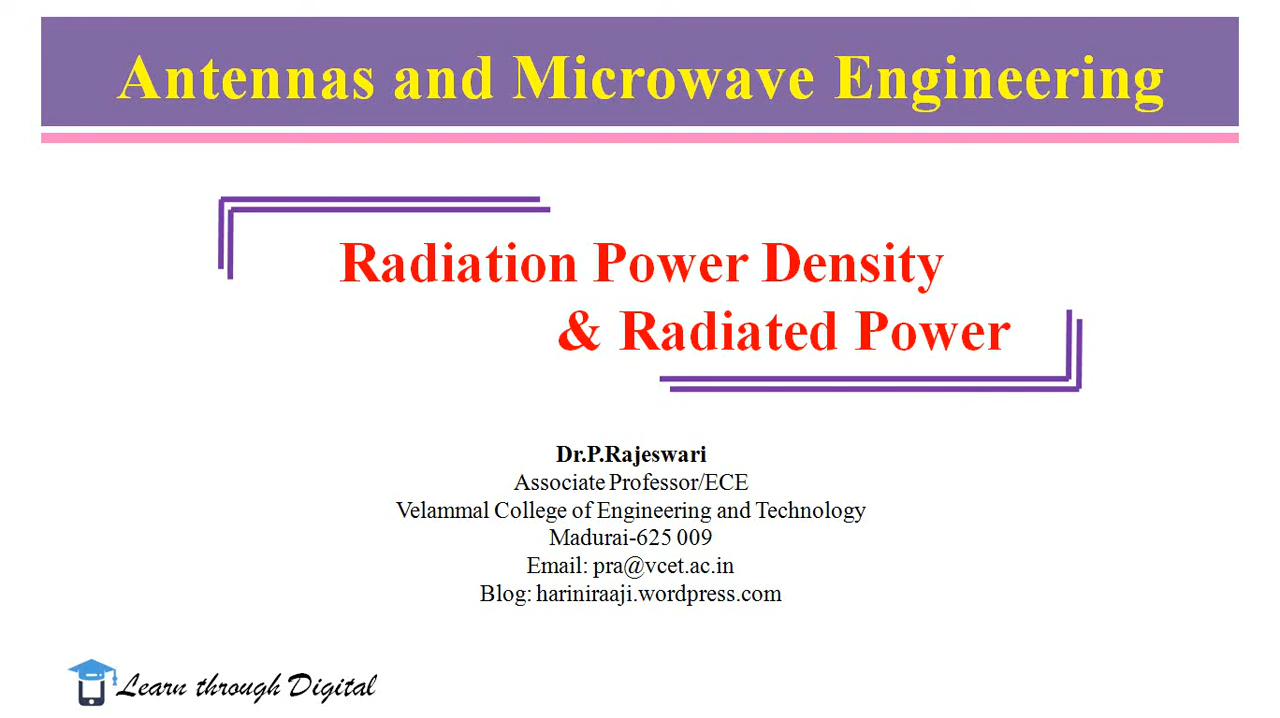 Antennas and Microwave Engineering
Radiation Power Density
& Radiated Power
Dr.P.Rajeswari
Associate Professor/ECE
Velammal College of Engineering and Technology
Madurai-625 009
Email: pra@vcet.ac.in
Blog: hariniraaji.wordpress.com
Learn through Digital